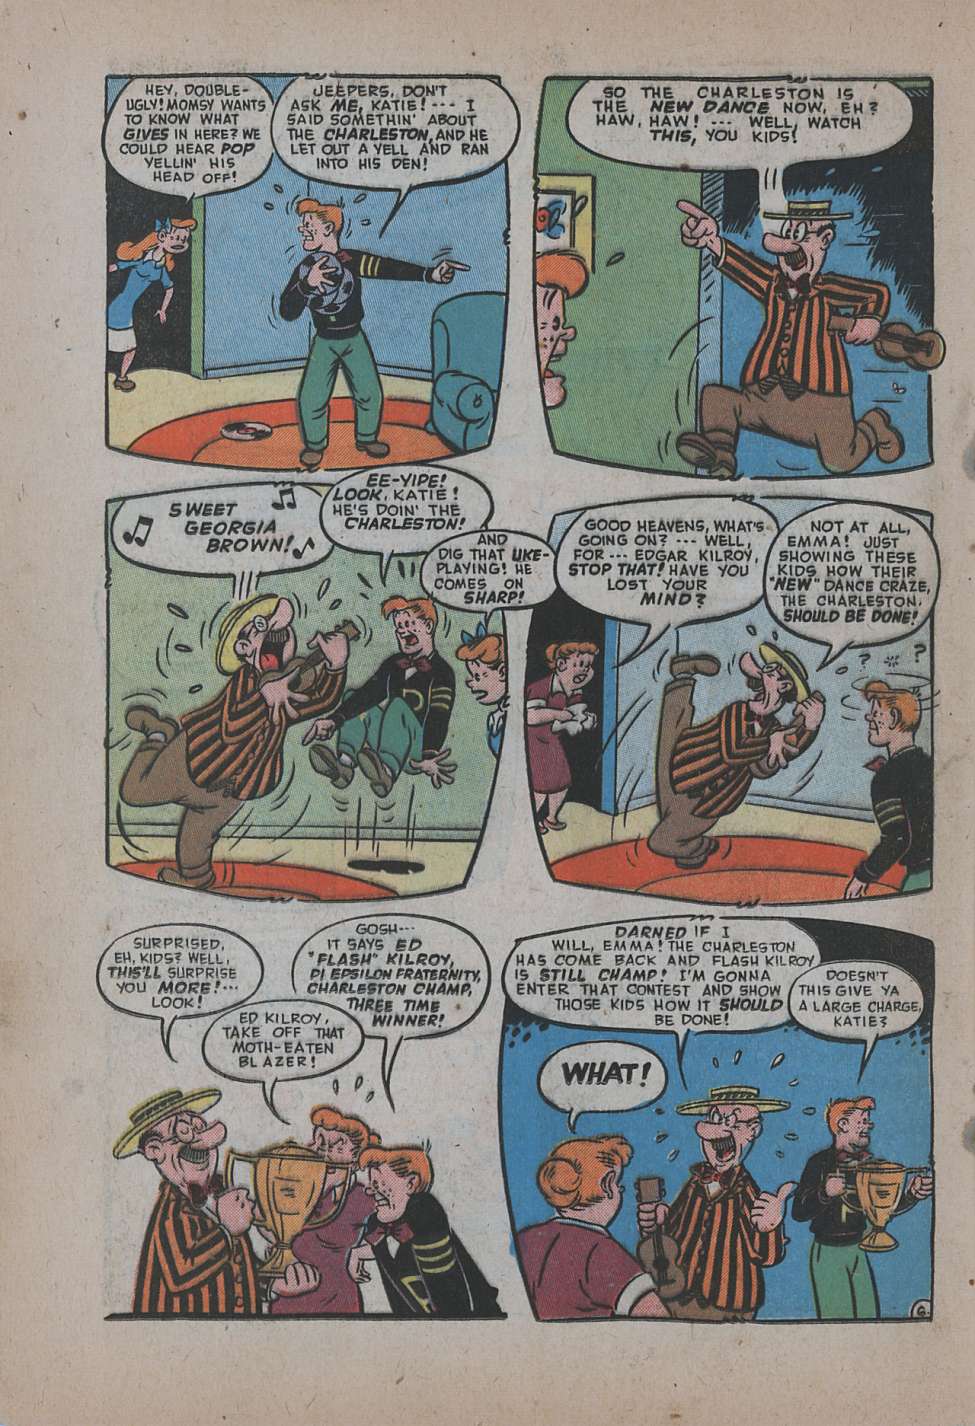 HEY, DOUBLE-
UGLY! MOMSY WANTS
TO KNOW WHAT
GIVES IN HERE? WE
COULD HEAR POP
YELLIN' HIS
HEAD OFF!
JEEPERS, DON'T
ASK ME, KATIE! --- I
SAID SOMETHIN' ABOUT
THE CHARLESTON, AND HE
LET OUT A YELL AND RAN
INTO HIS DEN!
SO THE CHARLESTON IS
THE NEW DANCE NOW, EH?
HAW, HAW! --- WELL, WATCH
THIS, YOU KIDS!
SWEET
GEORGIA
BROWN!
EE-YIPE!
LOOK, KATIE!
HE'S DOIN' THE
CHARLESTON!
AND
DIG THAT UKE-
PLAYING! HE
COMES ON
SHARP!
GOOD HEAVENS, WHAT'S
GOING ON? --- WELL,
FOR --- EDGAR KILROY,
STOP THAT! HAVE YOU
LOST YOUR
MIND?
NOT AT ALL,
EMMA! JUST
SHOWING THESE
KIDS HOW THEIR
"NEW" DANCE CRAZE,
THE CHARLESTON,
SHOULD BE DONE!
? ?
SURPRISED,
EH, KIDS? WELL,
THIS'LL SURPRISE
YOU MORE!---
LOOK!
ED KILROY,
TAKE OFF THAT
MOTH-EATEN
BLAZER!
GOSH---
IT SAYS ED
"FLASH" KILROY,
PI EPSILON FRATERNITY,
CHARLESTON CHAMP,
THREE TIME
WINNER!
DARNED IF I
WILL, EMMA! THE CHARLESTON
HAS COME BACK AND FLASH KILROY
IS STILL CHAMP! I'M GONNA
ENTER THAT CONTEST AND SHOW
THOSE KIDS HOW IT SHOULD
BE DONE!
DOESN'T
THIS GIVE YA
A LARGE CHARGE,
KATIE?
WHAT!
6.